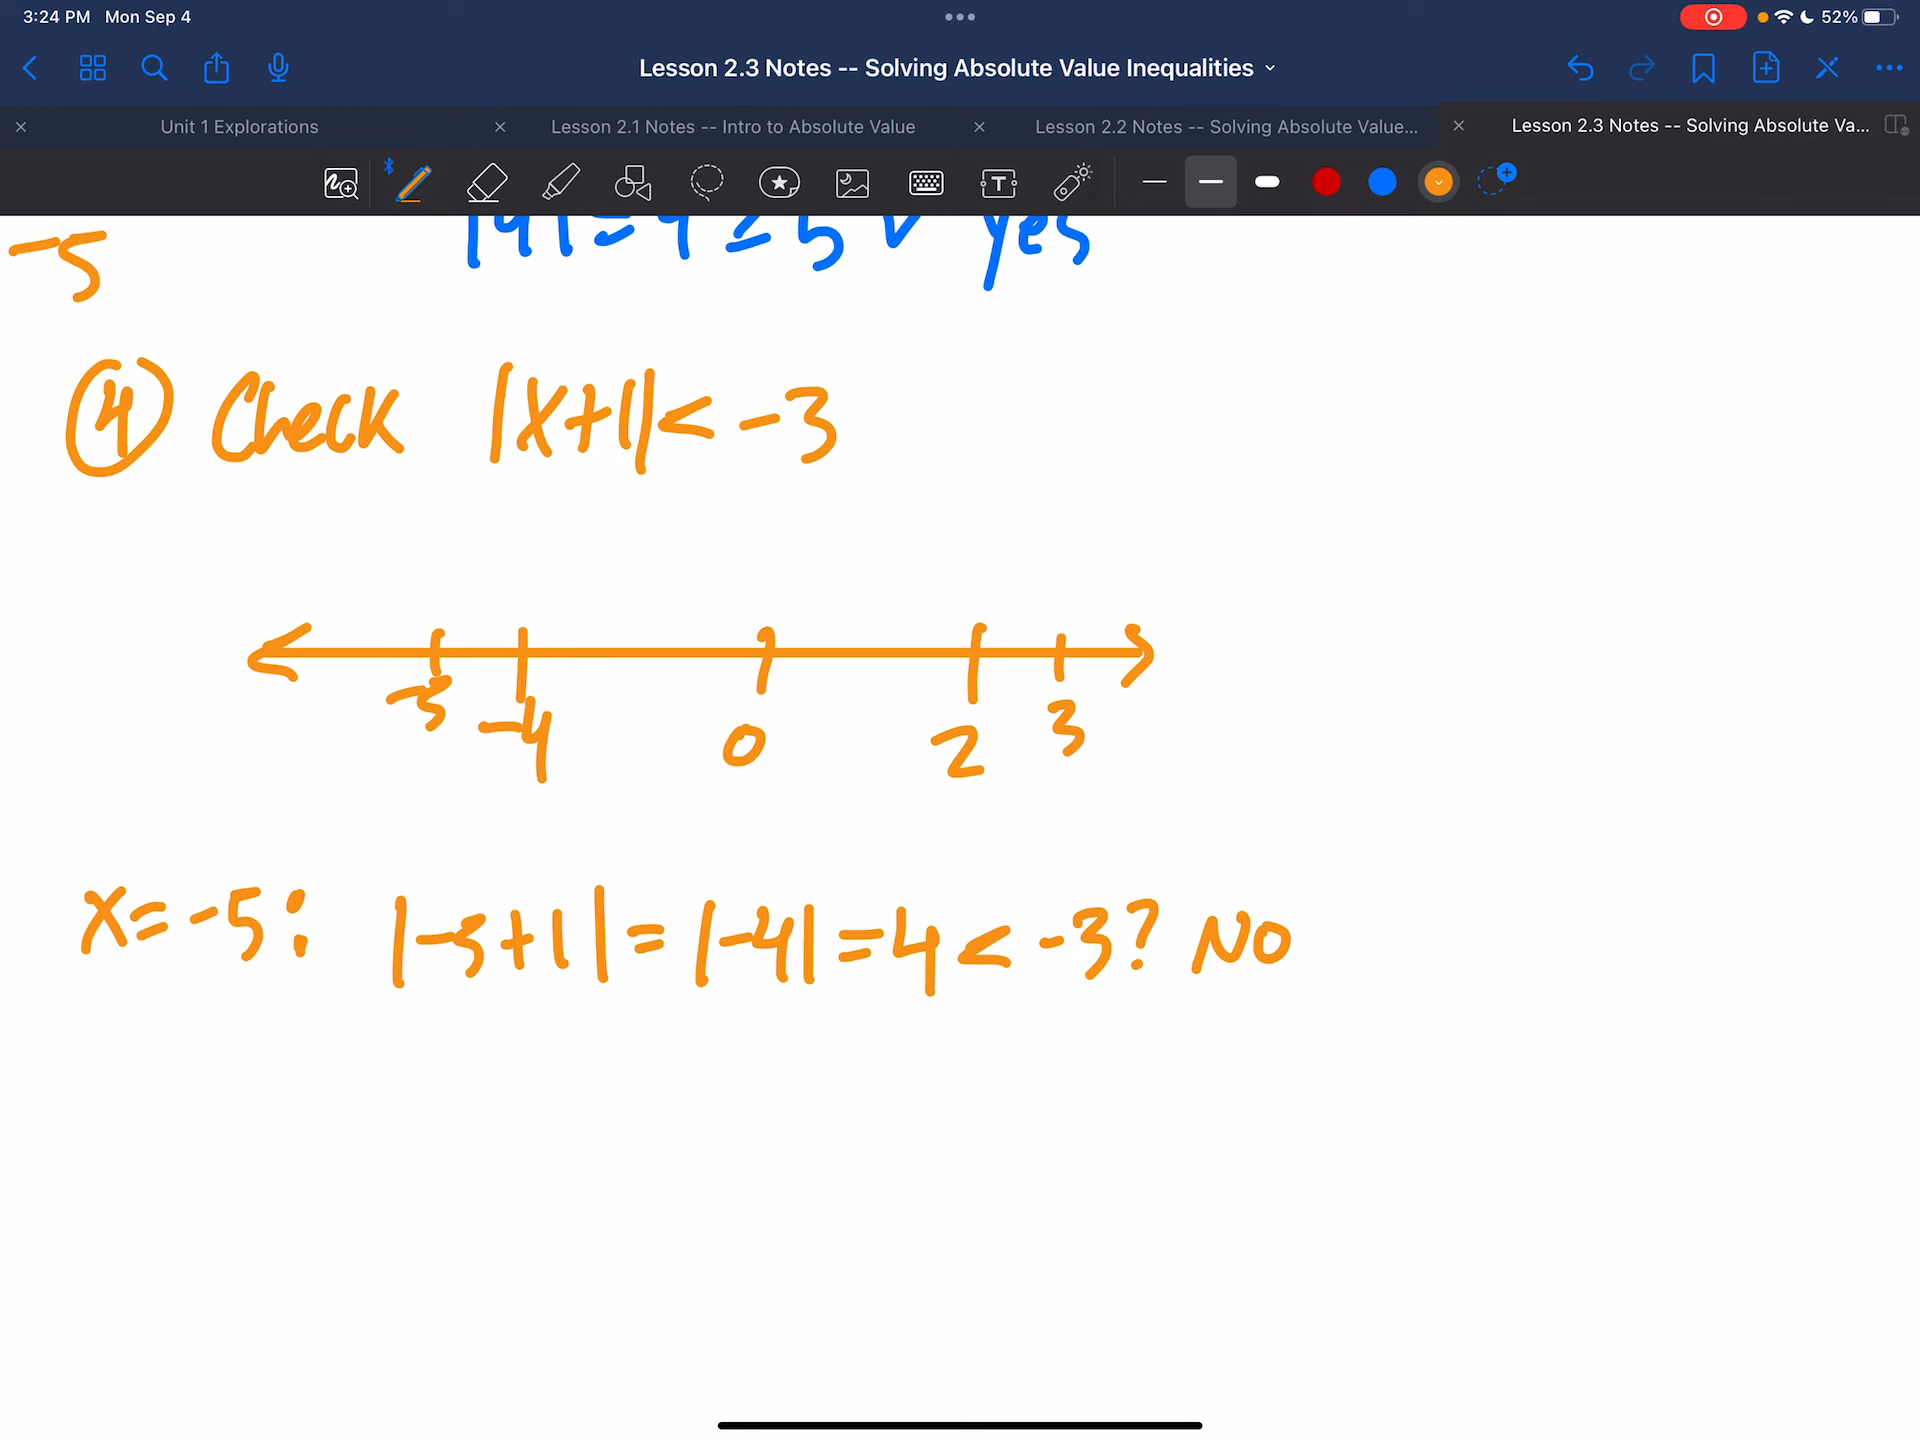 3:24 PM Mon Sep 4
52%
Lesson 2.3 Notes -- Solving Absolute Value Inequalities
Unit 1 Explorations
Lesson 2.1 Notes -- Intro to Absolute Value
Lesson 2.2 Notes -- Solving Absolute Value...
Lesson 2.3 Notes -- Solving Absolute Va...
-5
yes
④ Check |x+1| < -3
-5 -4 0 2 3
x = -5: |-5+1| = |-4| = 4 < -3? No